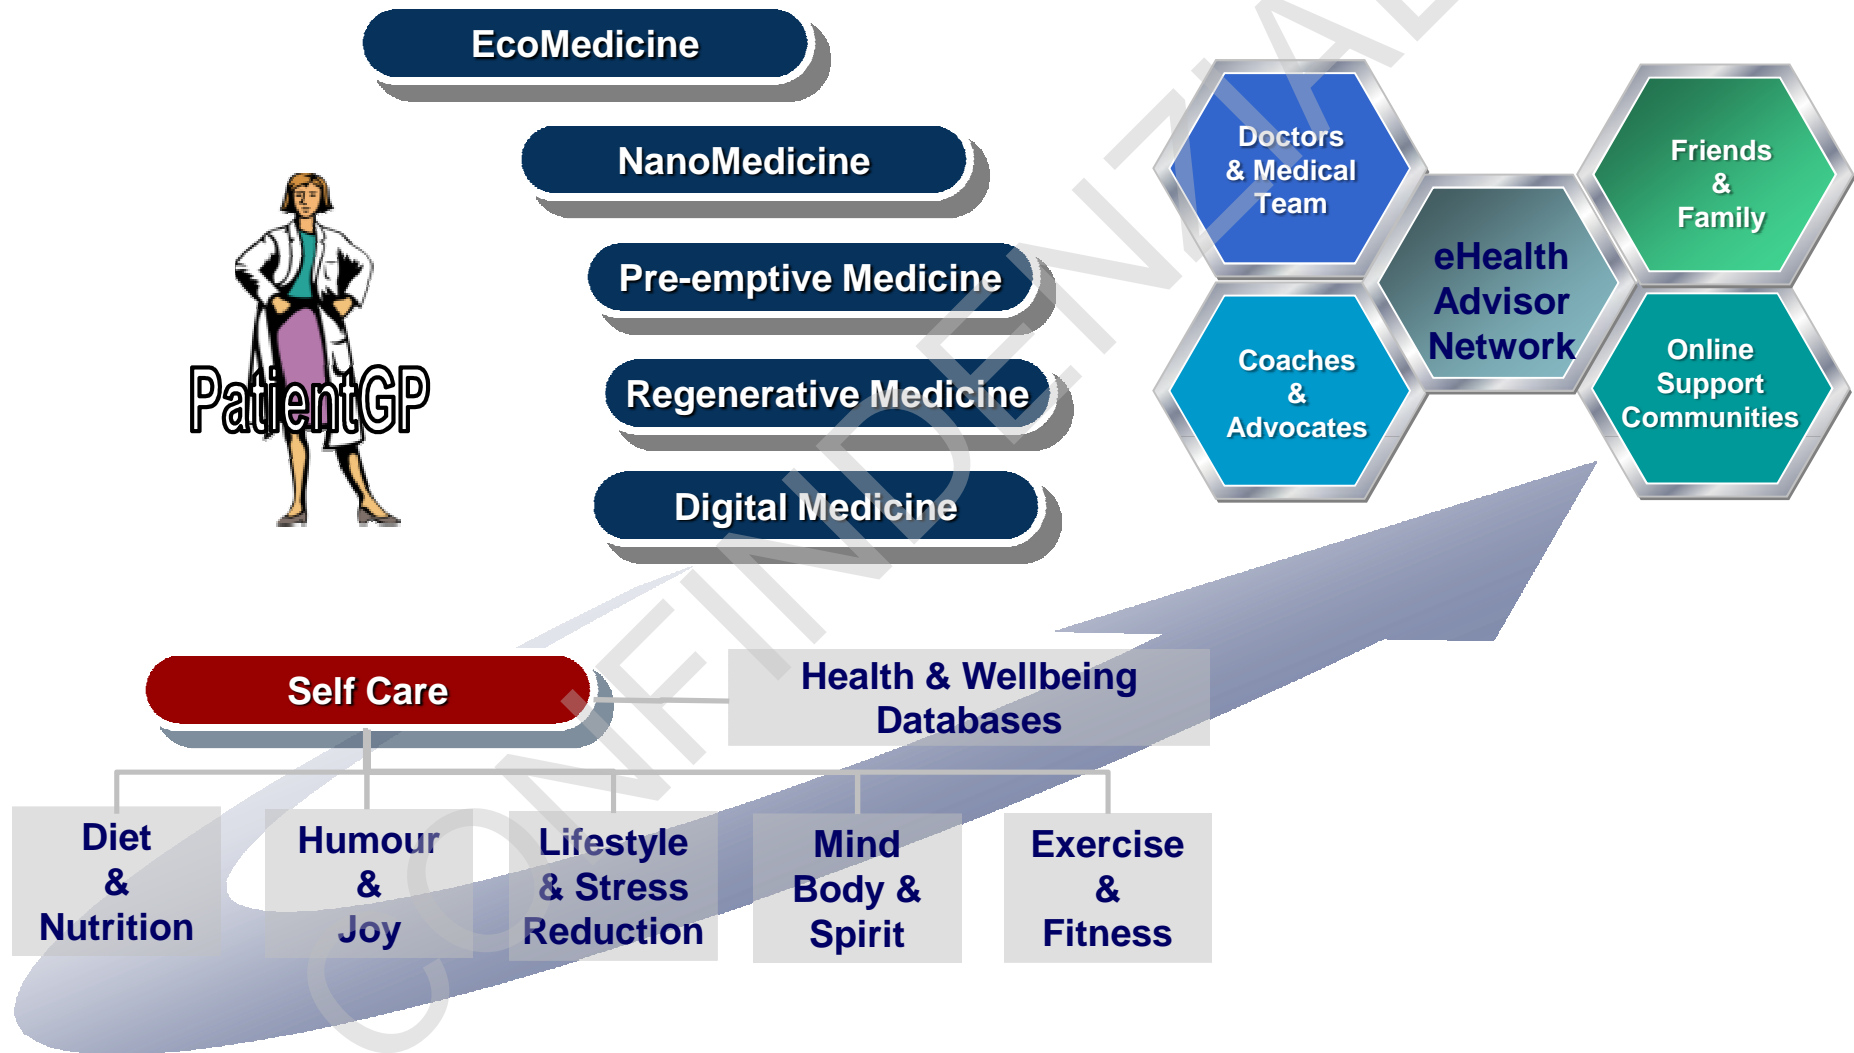 EcoMedicine
NanoMedicine
Pre-emptive Medicine
Regenerative Medicine
Digital Medicine
PatientGP
Doctors
& Medical
Team
Friends
&
Family
eHealth
Advisor
Network
Coaches
&
Advocates
Online
Support
Communities
Self Care
Health & Wellbeing
Databases
Diet
&
Nutrition
Humour
&
Joy
Lifestyle
& Stress
Reduction
Mind
Body &
Spirit
Exercise
&
Fitness
CONFINDENZIAL